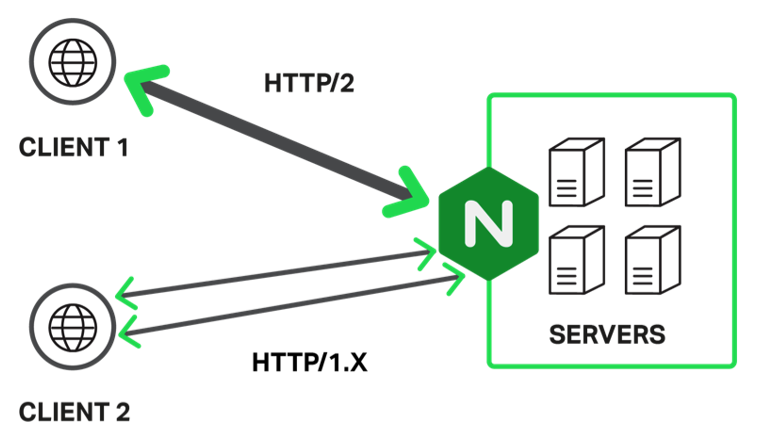 HTTP/2
CLIENT 1
N
SERVERS
HTTP/1.X
CLIENT 2